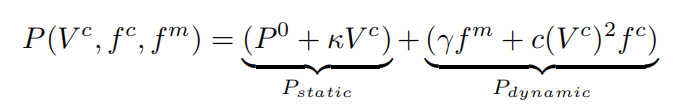 P(V^c, f^c, f^m) = (P^0 + κV^c) + (γf^m + c(V^c)^2 f^c)
P_static P_dynamic